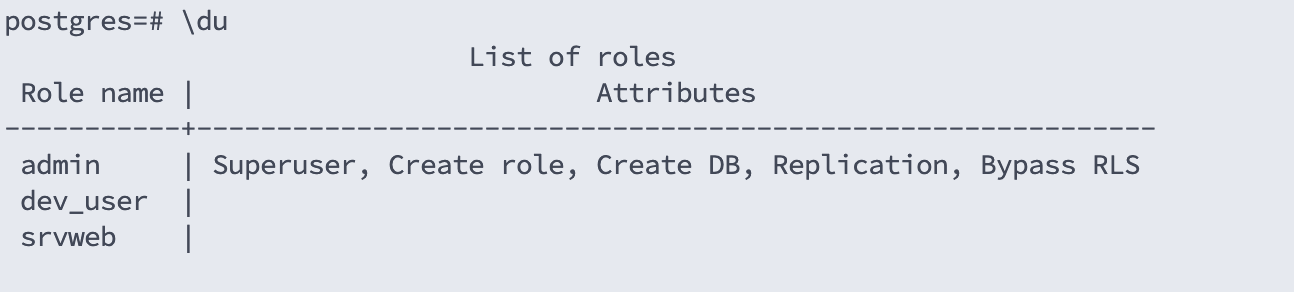 postgres=# \du
                             List of roles
 Role name |                         Attributes
-----------+------------------------------------------------------------
 admin     | Superuser, Create role, Create DB, Replication, Bypass RLS
 dev_user  |
 srvweb    |